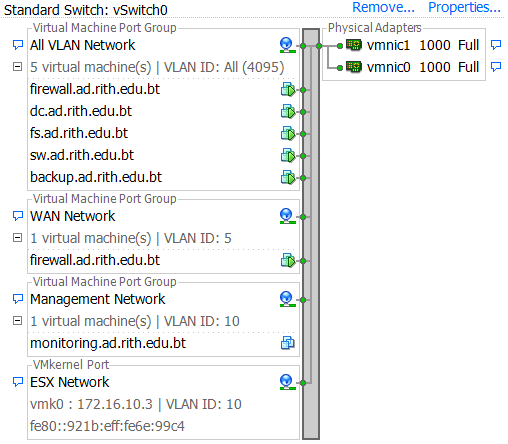 Standard Switch: vSwitch0 Remove... Properties...
Virtual Machine Port Group Physical Adapters
All VLAN Network vmnic1 1000 Full
5 virtual machine(s) | VLAN ID: All (4095) vmnic0 1000 Full
firewall.ad.rith.edu.bt
dc.ad.rith.edu.bt
fs.ad.rith.edu.bt
sw.ad.rith.edu.bt
backup.ad.rith.edu.bt
Virtual Machine Port Group
WAN Network
1 virtual machine(s) | VLAN ID: 5
firewall.ad.rith.edu.bt
Virtual Machine Port Group
Management Network
1 virtual machine(s) | VLAN ID: 10
monitoring.ad.rith.edu.bt
VMkernel Port
ESX Network
vmk0 : 172.16.10.3 | VLAN ID: 10
fe80::921b:eff:fe6e:99c4